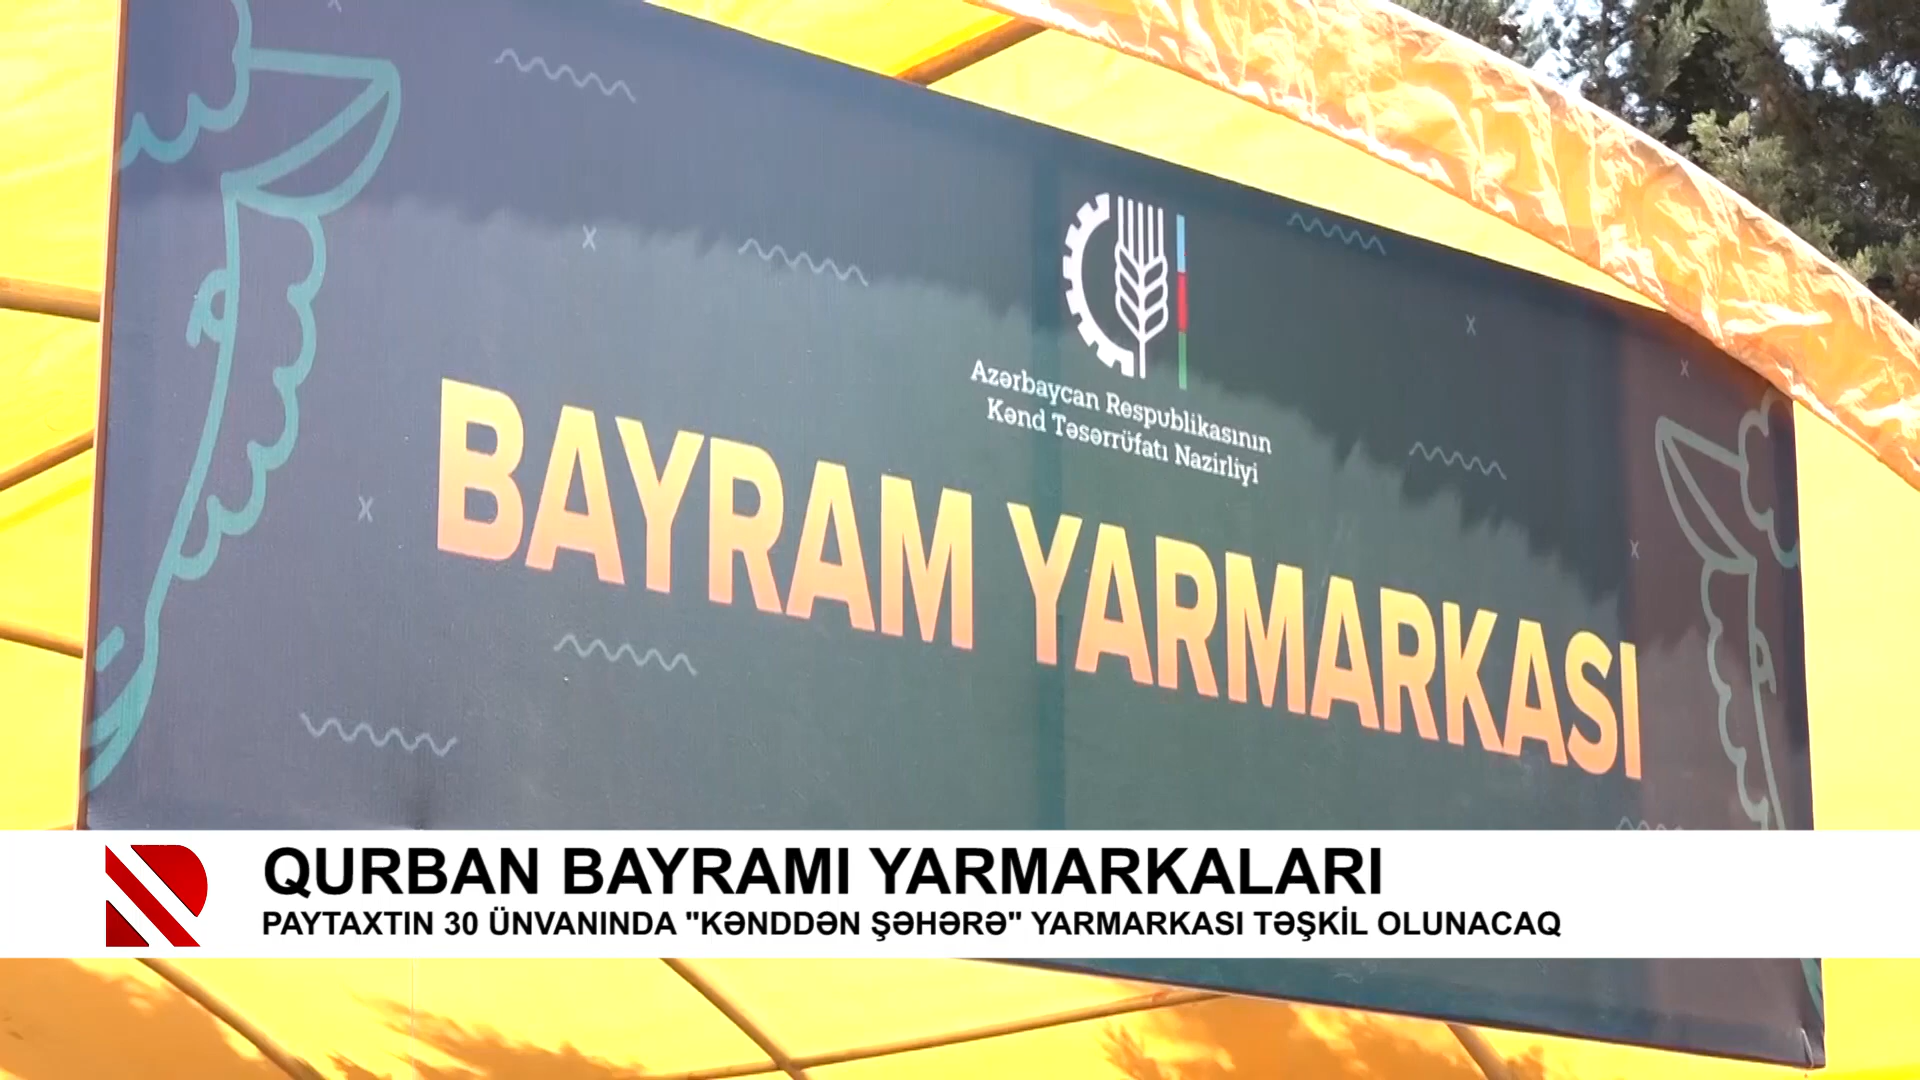 Azərbaycan Respublikasının
Kənd Təsərrüfatı Nazirliyi
BAYRAM YARMARKASI
QURBAN BAYRAMI YARMARKALARI
PAYTAXTIN 30 ÜNVANINDA "KƏNDDƏN ŞƏHƏRƏ" YARMARKASI TƏŞKİL OLUNACAQ